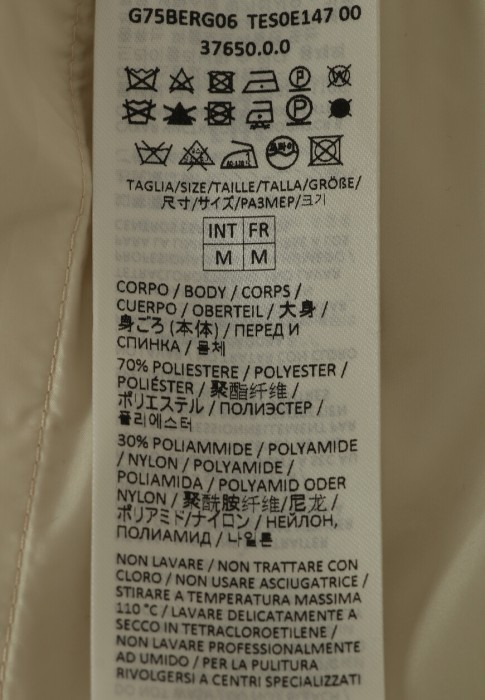 G75BERG06 TES0E147 00
37650.0.0
TAGLIA/SIZE/TAILLE/TALLA/GRÖßE/
尺寸/サイズ/РАЗМЕР/크기
INT FR
M M
CORPO / BODY / CORPS /
CUERPO / OBERTEIL / 大身 /
身ごろ (本体) / ПЕРЕД И
СПИНКА / 몸체
70% POLIESTERE / POLYESTER /
POLIÉSTER / 聚酯纤维 /
ポリエステル / ПОЛИЭСТЕР /
폴리에스터
30% POLIAMMIDE / POLYAMIDE
/ NYLON / POLYAMIDE /
POLIAMIDA / POLYAMID ODER
NYLON / 聚酰胺纤维/尼龙 /
ポリアミド/ナイロン / НЕЙЛОН,
ПОЛИАМИД / 나일론
NON LAVARE / NON TRATTARE CON
CLORO / NON USARE ASCIUGATRICE /
STIRARE A TEMPERATURA MASSIMA
110 °C / LAVARE DELICATAMENTE A
SECCO IN TETRACLOROETILENE /
NON LAVARE PROFESSIONALMENTE
AD UMIDO / PER LA PULITURA
RIVOLGERSI A CENTRI SPECIALIZZATI